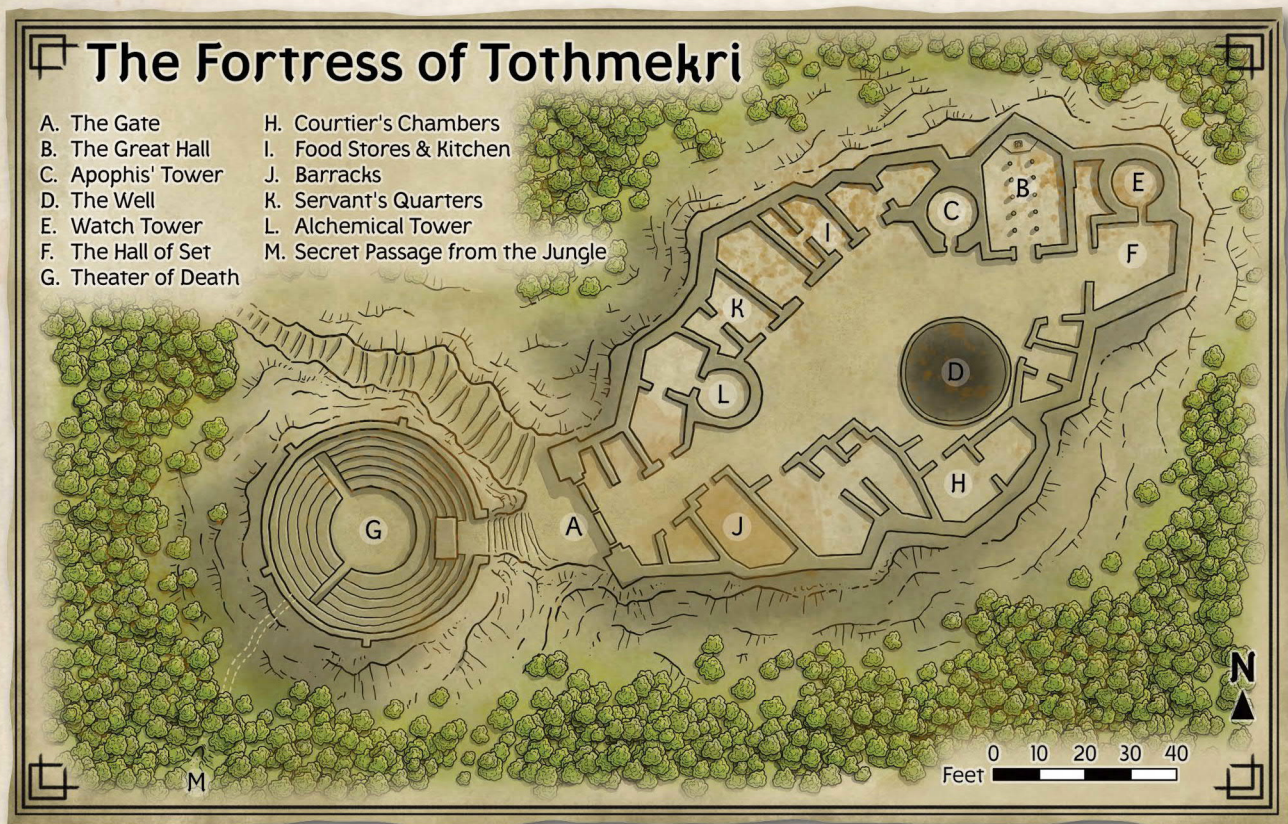 The Fortress of Tothmekri
A. The Gate
B. The Great Hall
C. Apophis' Tower
D. The Well
E. Watch Tower
F. The Hall of Set
G. Theater of Death
H. Courtier's Chambers
I. Food Stores & Kitchen
J. Barracks
K. Servant's Quarters
L. Alchemical Tower
M. Secret Passage from the Jungle
B
E
C
I
F
K
D
L
H
A
J
G
N
M
0 10 20 30 40
Feet